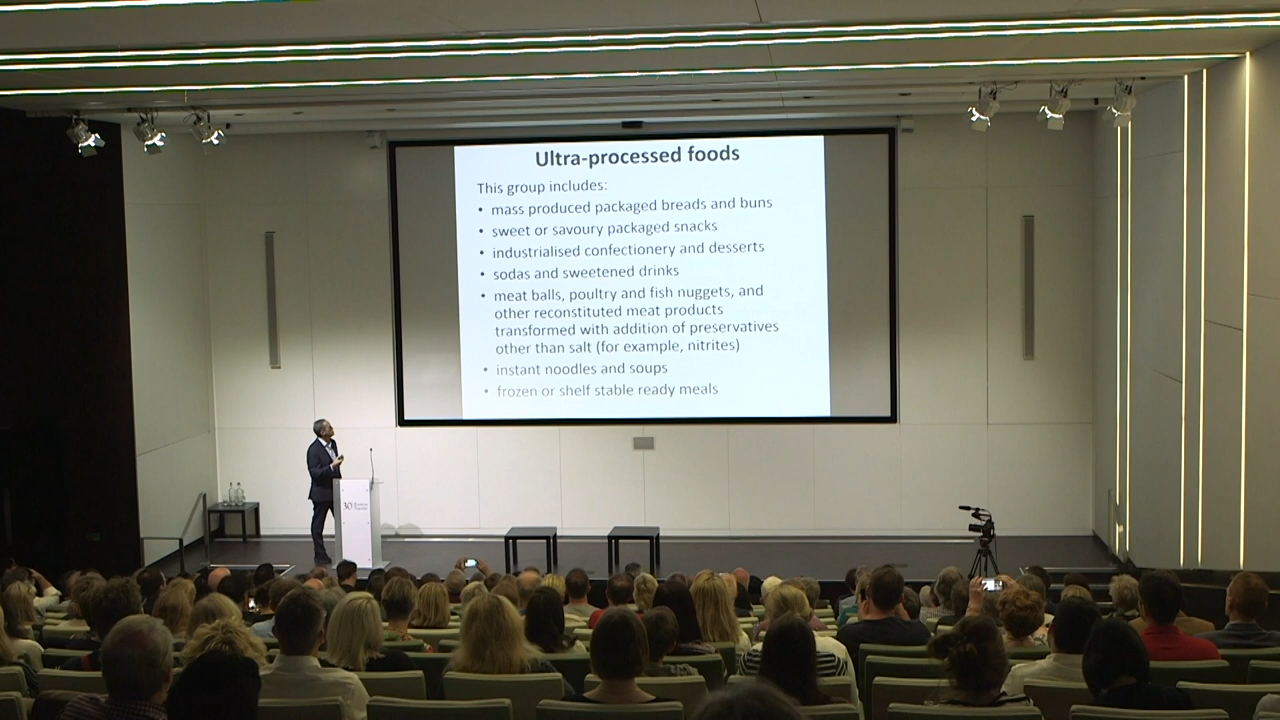 Ultra-processed foods
This group includes:
• mass produced packaged breads and buns
• sweet or savoury packaged snacks
• industrialised confectionery and desserts
• sodas and sweetened drinks
• meat balls, poultry and fish nuggets, and
other reconstituted meat products
transformed with addition of preservatives
other than salt (for example, nitrites)
• instant noodles and soups
• frozen or shelf stable ready meals
30